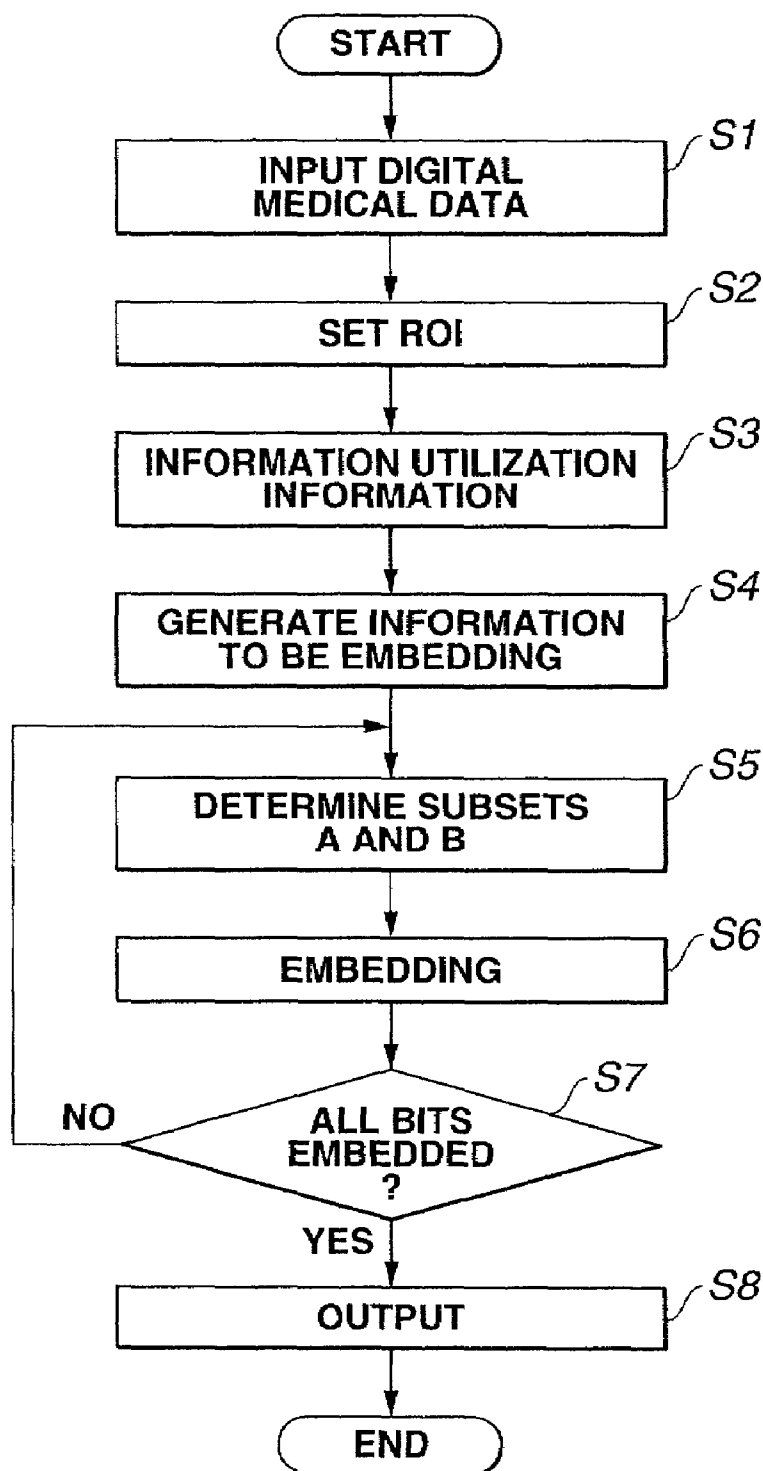 START
S1
INPUT DIGITAL
MEDICAL DATA
S2
SET ROI
S3
INFORMATION UTILIZATION
INFORMATION
S4
GENERATE INFORMATION
TO BE EMBEDDING
S5
DETERMINE SUBSETS
A AND B
S6
EMBEDDING
S7
NO
ALL BITS
EMBEDDED
?
YES
S8
OUTPUT
END